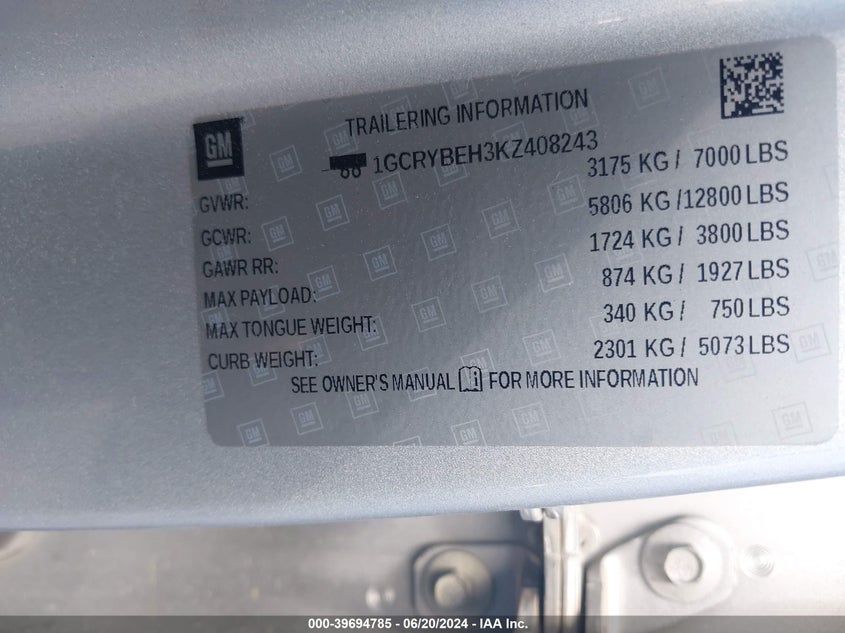 GM
TRAILERING INFORMATION
1GCRYBEH3KZ408243
GVWR: 3175 KG / 7000 LBS
GCWR: 5806 KG /12800 LBS
GAWR RR: 1724 KG / 3800 LBS
MAX PAYLOAD: 874 KG / 1927 LBS
MAX TONGUE WEIGHT: 340 KG / 750 LBS
CURB WEIGHT: 2301 KG / 5073 LBS
SEE OWNER'S MANUAL FOR MORE INFORMATION
000-39694785 - 06/20/2024 - IAA Inc.